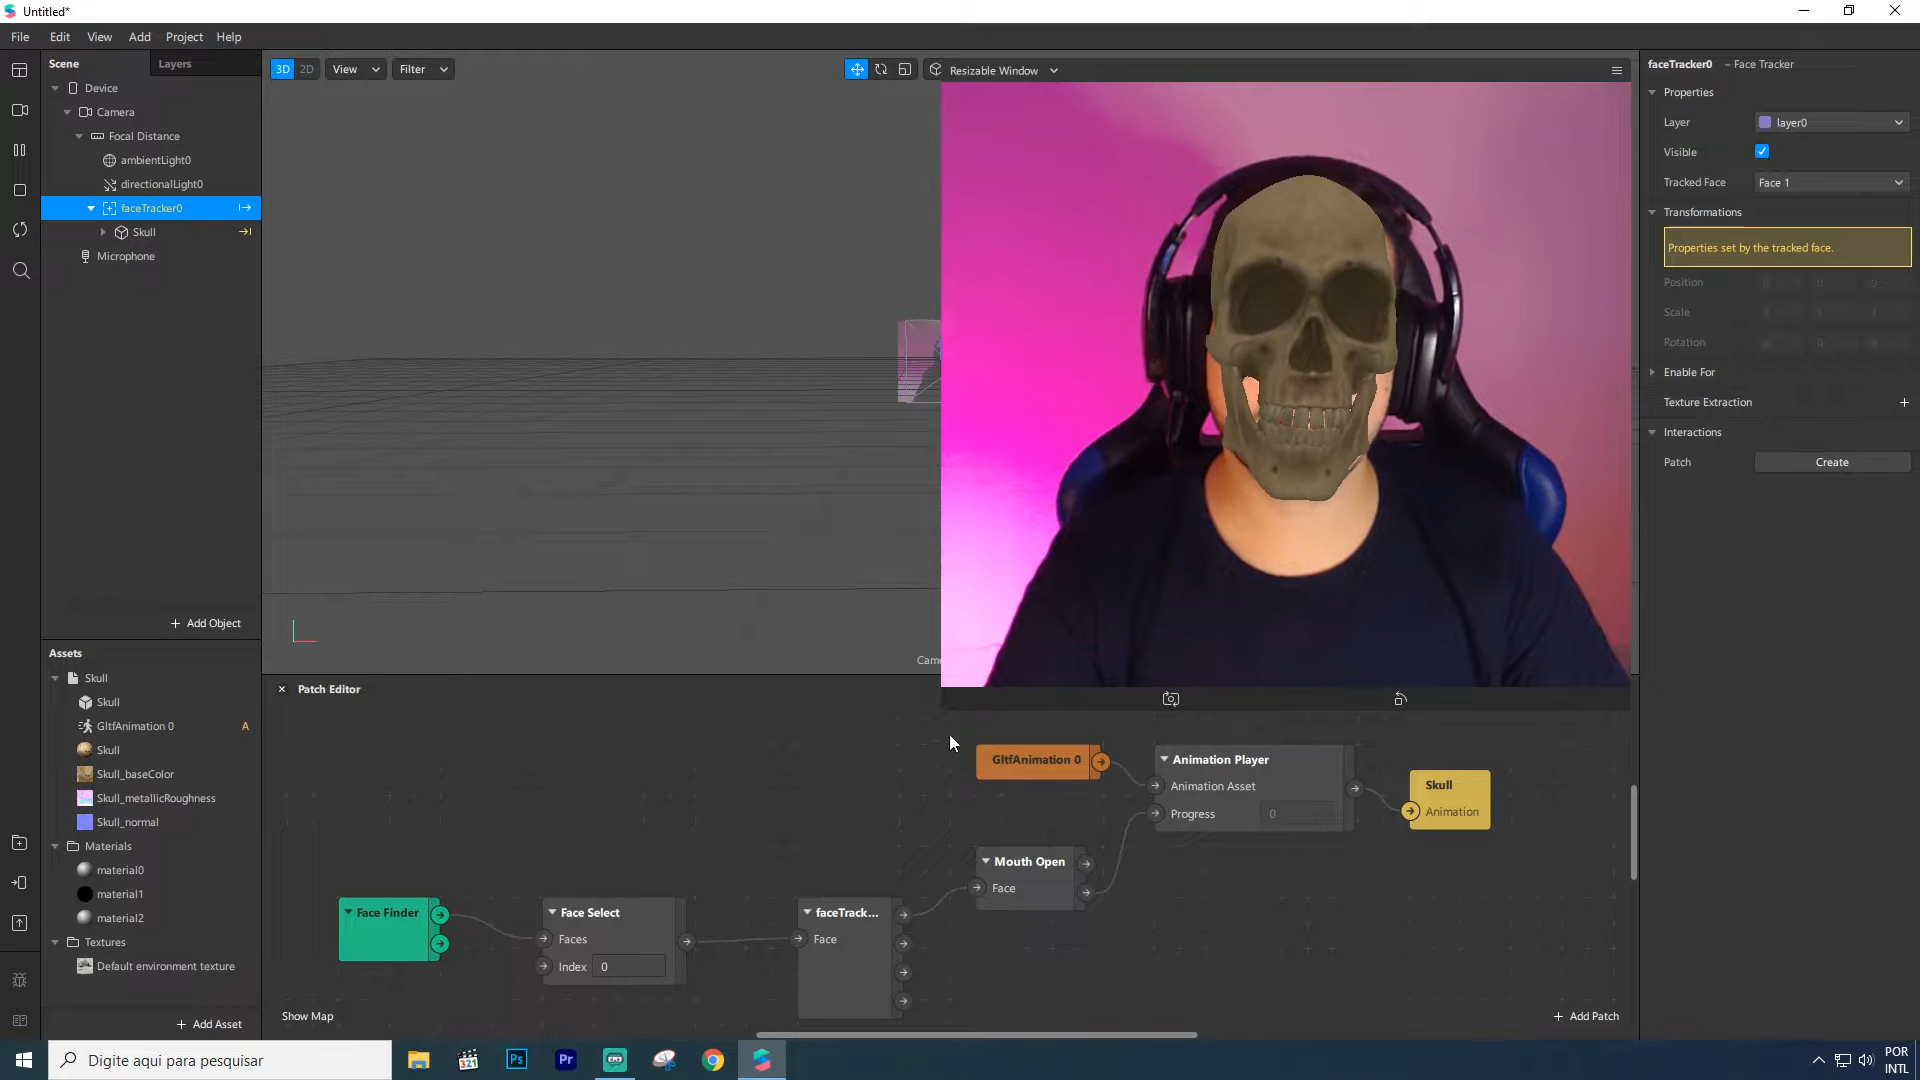 Untitled*
File Edit View Add Project Help
Scene Layers
Device
Camera
Focal Distance
ambientLight0
directionalLight0
faceTracker0
Skull
Microphone
+ Add Object
Assets
Skull
Skull
GltfAnimation 0 A
Skull
Skull_baseColor
Skull_metallicRoughness
Skull_normal
Materials
material0
material1
material2
Textures
Default environment texture
+ Add Asset
3D 2D View Filter
Resizable Window
Came
Patch Editor
GltfAnimation 0
Animation Player
Animation Asset
Progress 0
Skull
Animation
Mouth Open
Face
Face Finder
Face Select
Faces
Index 0
faceTrack...
Face
Show Map
+ Add Patch
faceTracker0 – Face Tracker
Properties
Layer layer0
Visible
Tracked Face Face 1
Transformations
Properties set by the tracked face.
Position
Scale
Rotation
Enable For
Texture Extraction +
Interactions
Patch Create
Digite aqui para pesquisar
321
Ps
Pr
POR
INTL